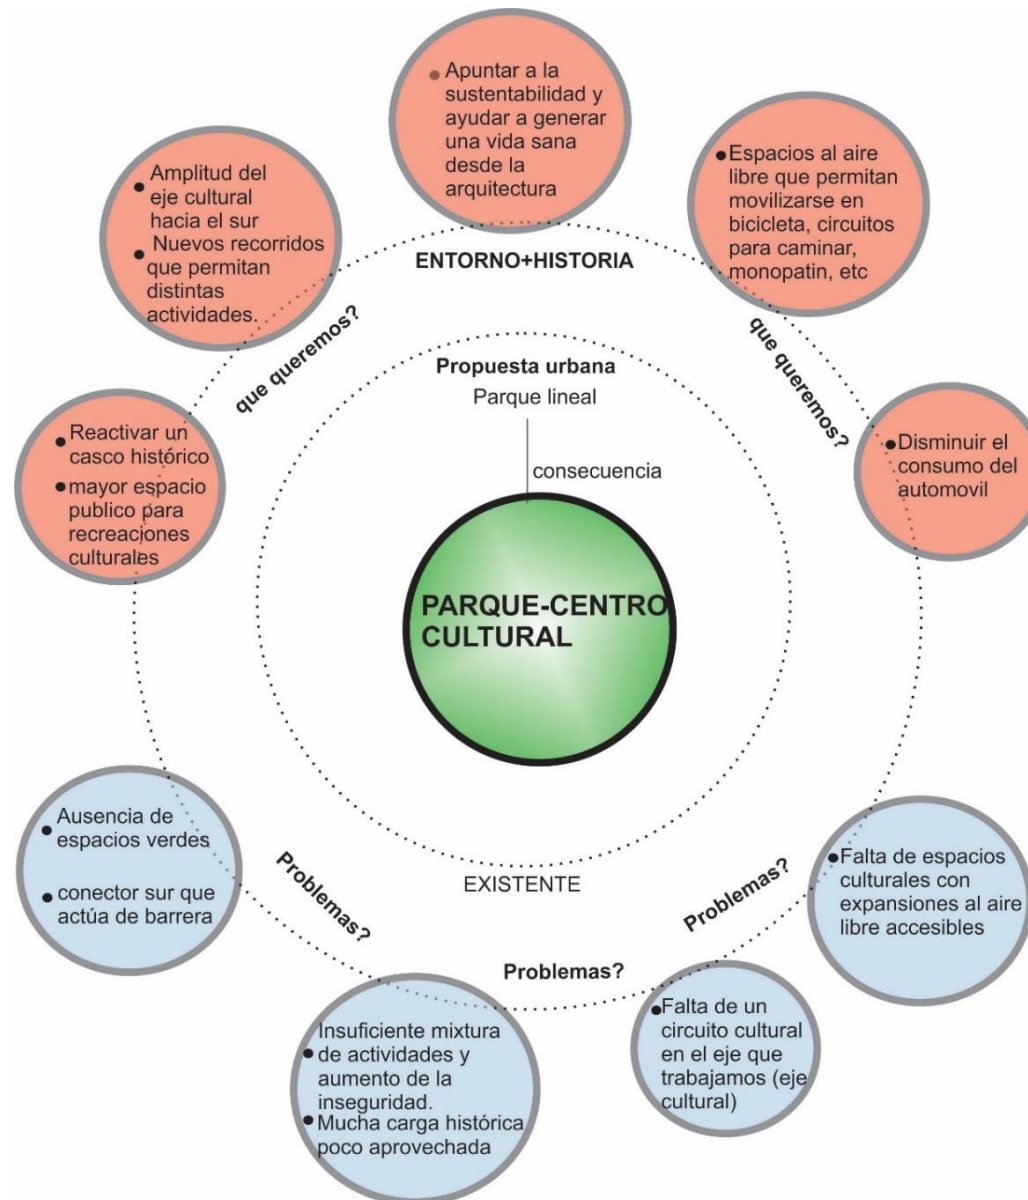 Apuntar a la
sustentabilidad y
ayudar a generar
una vida sana
desde la
arquitectura
Amplitud del
eje cultural
hacia el sur
Nuevos recorridos
que permitan
distintas
actividades.
Espacios al aire
libre que permitan
movilizarse en
bicicleta, circuitos
para caminar,
monopatin, etc
ENTORNO+HISTORIA
que queremos?
que queremos?
Propuesta urbana
Parque lineal
consecuencia
Reactivar un
casco histórico
mayor espacio
publico para
recreaciones
culturales
Disminuir el
consumo del
automovil
PARQUE-CENTRO
CULTURAL
Ausencia de
espacios verdes
conector sur que
actúa de barrera
EXISTENTE
Problemas?
Problemas?
Problemas?
Falta de espacios
culturales con
expansiones al aire
libre accesibles
Insuficiente mixtura
de actividades y
aumento de la
inseguridad.
Mucha carga histórica
poco aprovechada
Falta de un
circuito cultural
en el eje que
trabajamos (eje
cultural)